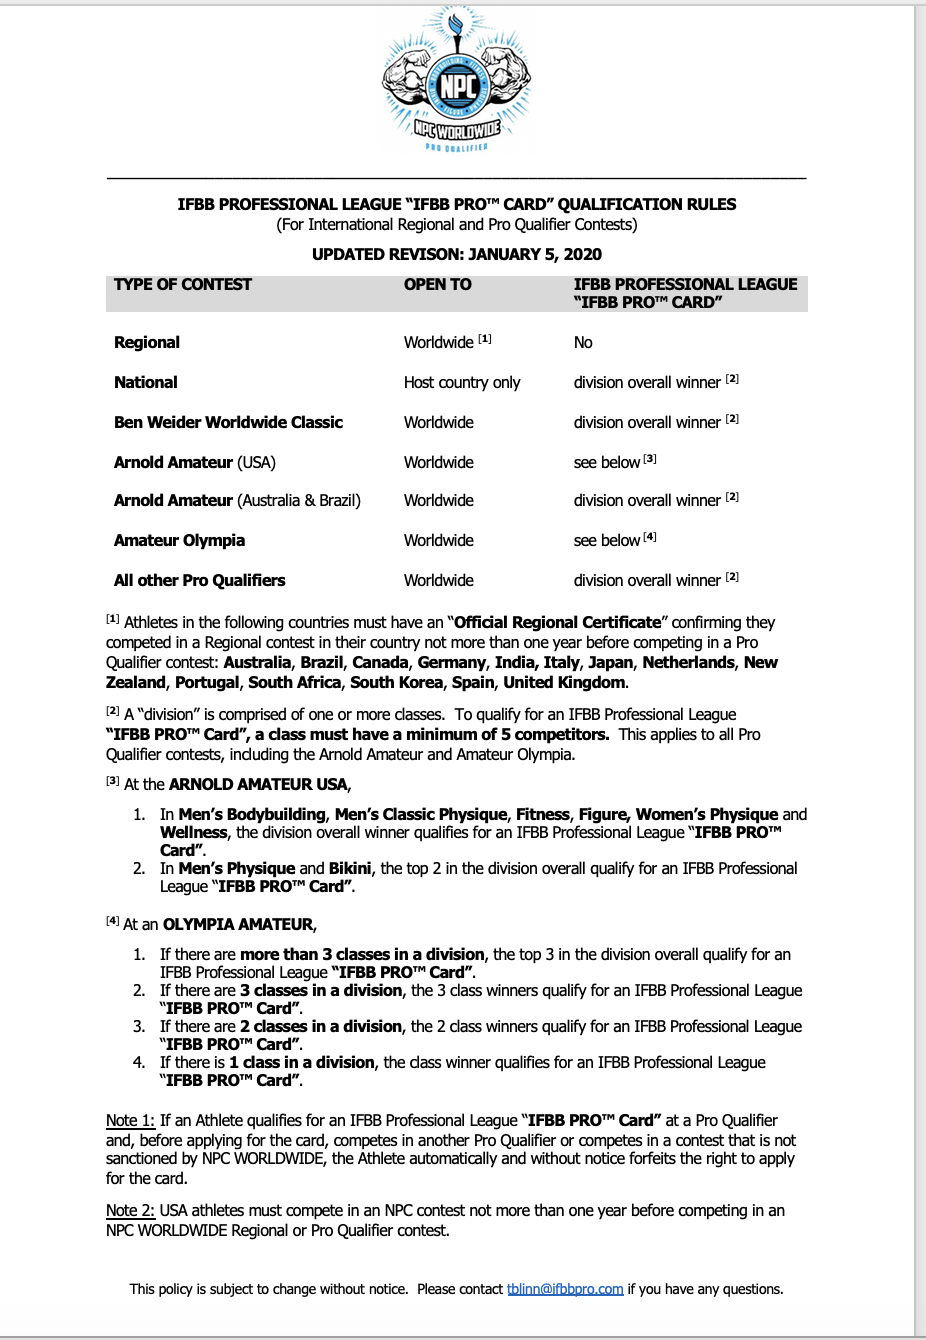 NPC
NPC WORLDWIDE
PRO QUALIFIER
IFBB PROFESSIONAL LEAGUE “IFBB PRO™ CARD” QUALIFICATION RULES
(For International Regional and Pro Qualifier Contests)
UPDATED REVISON: JANUARY 5, 2020
TYPE OF CONTEST OPEN TO IFBB PROFESSIONAL LEAGUE
“IFBB PRO™ CARD”
Regional Worldwide [1] No
National Host country only division overall winner [2]
Ben Weider Worldwide Classic Worldwide division overall winner [2]
Arnold Amateur (USA) Worldwide see below [3]
Arnold Amateur (Australia & Brazil) Worldwide division overall winner [2]
Amateur Olympia Worldwide see below [4]
All other Pro Qualifiers Worldwide division overall winner [2]
[1] Athletes in the following countries must have an “Official Regional Certificate” confirming they
competed in a Regional contest in their country not more than one year before competing in a Pro
Qualifier contest: Australia, Brazil, Canada, Germany, India, Italy, Japan, Netherlands, New
Zealand, Portugal, South Africa, South Korea, Spain, United Kingdom.
[2] A “division” is comprised of one or more classes. To qualify for an IFBB Professional League
“IFBB PRO™ Card”, a class must have a minimum of 5 competitors. This applies to all Pro
Qualifier contests, including the Arnold Amateur and Amateur Olympia.
[3] At the ARNOLD AMATEUR USA,
1. In Men’s Bodybuilding, Men’s Classic Physique, Fitness, Figure, Women’s Physique and
Wellness, the division overall winner qualifies for an IFBB Professional League “IFBB PRO™
Card”.
2. In Men’s Physique and Bikini, the top 2 in the division overall qualify for an IFBB Professional
League “IFBB PRO™ Card”.
[4] At an OLYMPIA AMATEUR,
1. If there are more than 3 classes in a division, the top 3 in the division overall qualify for an
IFBB Professional League “IFBB PRO™ Card”.
2. If there are 3 classes in a division, the 3 class winners qualify for an IFBB Professional League
“IFBB PRO™ Card”.
3. If there are 2 classes in a division, the 2 class winners qualify for an IFBB Professional League
“IFBB PRO™ Card”.
4. If there is 1 class in a division, the class winner qualifies for an IFBB Professional League
“IFBB PRO™ Card”.
Note 1: If an Athlete qualifies for an IFBB Professional League “IFBB PRO™ Card” at a Pro Qualifier
and, before applying for the card, competes in another Pro Qualifier or competes in a contest that is not
sanctioned by NPC WORLDWIDE, the Athlete automatically and without notice forfeits the right to apply
for the card.
Note 2: USA athletes must compete in an NPC contest not more than one year before competing in an
NPC WORLDWIDE Regional or Pro Qualifier contest.
This policy is subject to change without notice. Please contact tblinn@ifbbpro.com if you have any questions.